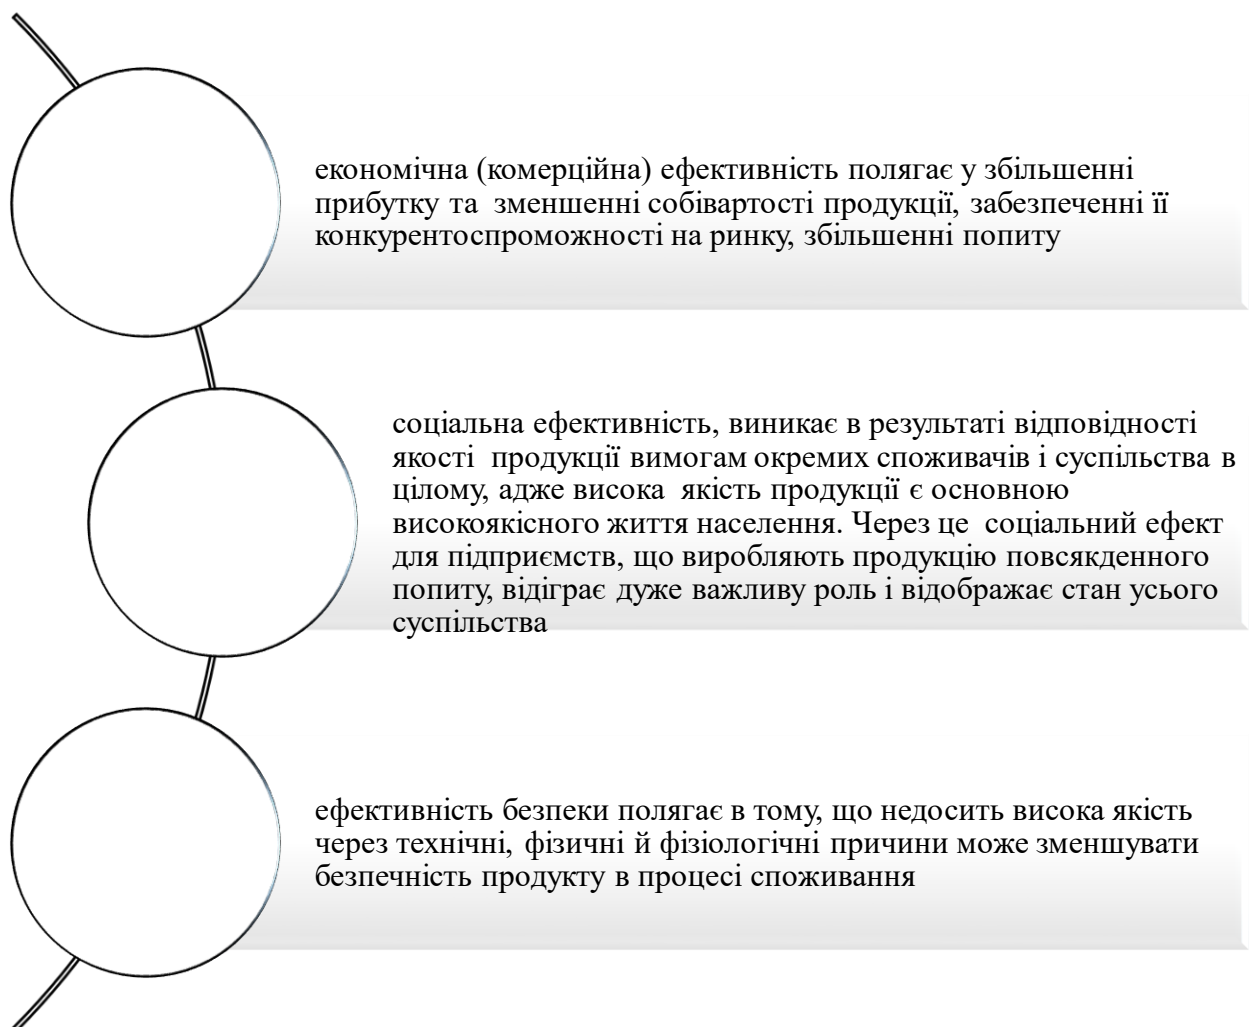 економічна (комерційна) ефективність полягає у збільшенні
прибутку та зменшенні собівартості продукції, забезпеченні її
конкурентоспроможності на ринку, збільшенні попиту
соціальна ефективність, виникає в результаті відповідності
якості продукції вимогам окремих споживачів і суспільства в
цілому, адже висока якість продукції є основною
високоякісного життя населення. Через це соціальний ефект
для підприємств, що виробляють продукцію повсякденного
попиту, відіграє дуже важливу роль і відображає стан усього
суспільства
ефективність безпеки полягає в тому, що недосить висока якість
через технічні, фізичні й фізіологічні причини може зменшувати
безпечність продукту в процесі споживання